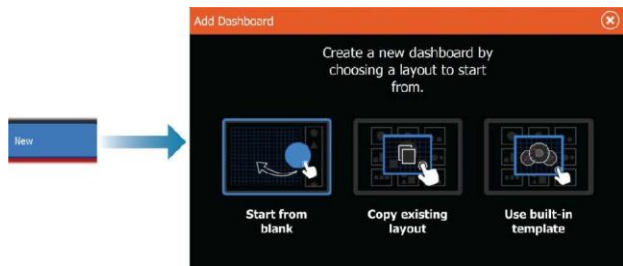 Add Dashboard
Create a new dashboard by
choosing a layout to start
from.
New
Start from
blank
Copy existing
layout
Use built-in
template